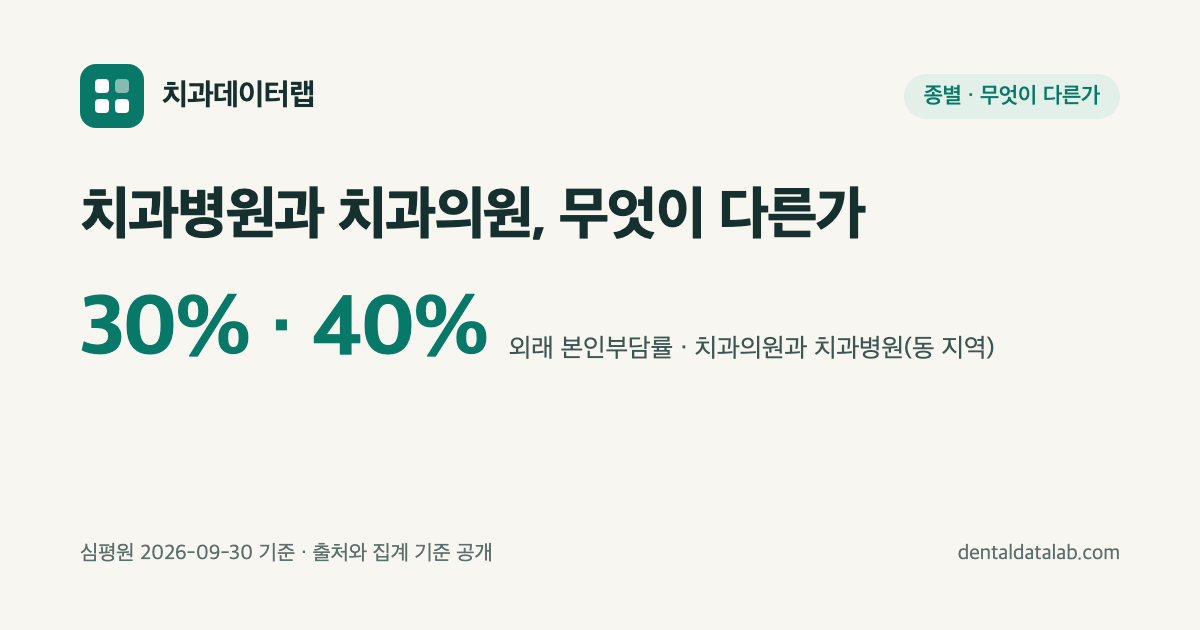 치과데이터랩
종별 · 무엇이 다른가
치과병원과 치과의원, 무엇이 다른가
30% · 40% 외래 본인부담률 · 치과의원과 치과병원(동 지역)
심평원 2026-09-30 기준 · 출처와 집계 기준 공개
dentaldatalab.com